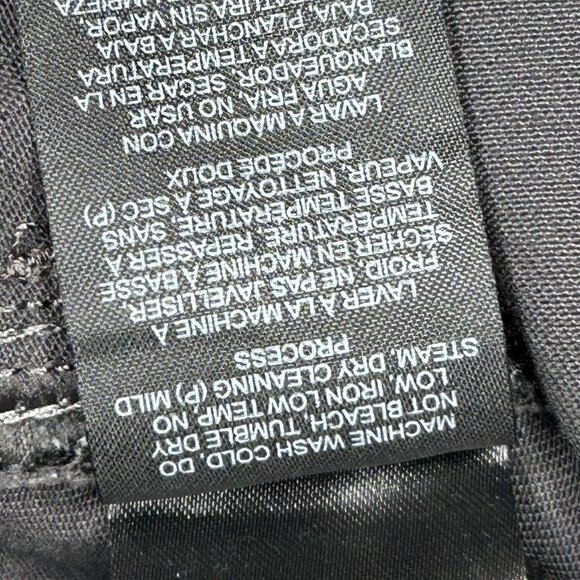 MACHINE WASH COLD, DO
NOT BLEACH, TUMBLE DRY
LOW, IRON LOW TEMP, NO
STEAM, DRY CLEANING (P) MILD
PROCESS
LAVER À LA MACHINE À
FROID, NE PAS JAVELLISER
SÉCHER EN MACHINE À BASSE
TEMPÉRATURE, REPASSER À
BASSE TEMPÉRATURE, SANS
VAPEUR, NETTOYAGE À SEC (P)
PROCÉDÉ DOUX
LAVAR A MÁQUINA CON
AGUA FRIA, NO USAR
BLANQUEADOR, SECAR EN LA
SECADORA A TEMPERATURA
BAJA, PLANCHAR A BAJA
SIN VAPOR